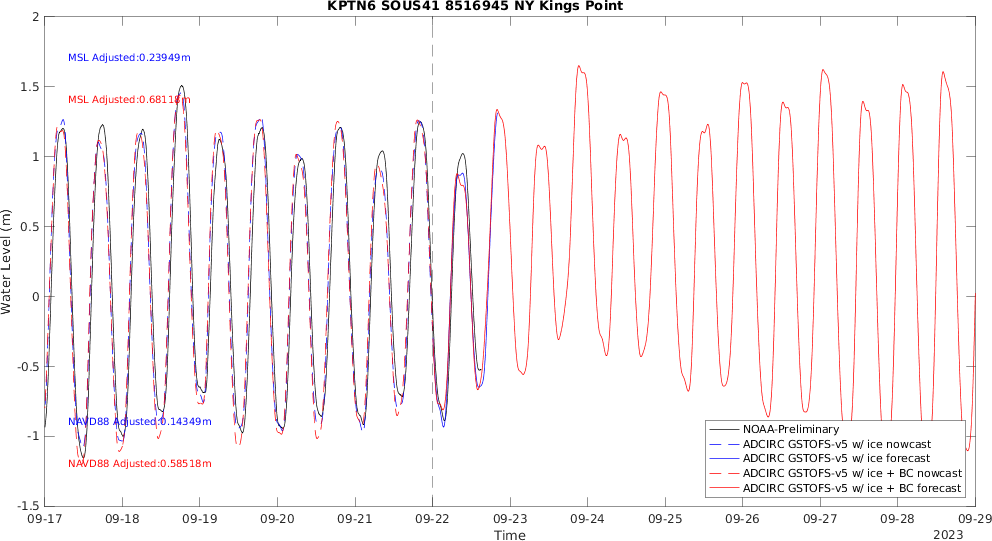 KPTN6 SOUS41 8516945 NY Kings Point
2
1.5
1
0.5
0
-0.5
-1
-1.5
Water Level (m)
MSL Adjusted:0.23949m
MSL Adjusted:0.68118m
NAVD88 Adjusted:0.14349m
NAVD88 Adjusted:0.58518m
NOAA-Preliminary
ADCIRC GSTOFS-v5 w/ ice nowcast
ADCIRC GSTOFS-v5 w/ ice forecast
ADCIRC GSTOFS-v5 w/ ice + BC nowcast
ADCIRC GSTOFS-v5 w/ ice + BC forecast
09-17 09-18 09-19 09-20 09-21 09-22 09-23 09-24 09-25 09-26 09-27 09-28 09-29
Time
2023